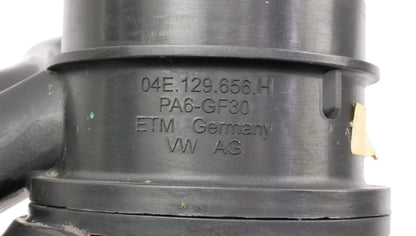 04E.129.656.H
PA6-GF30
ETM Germany
VW AG